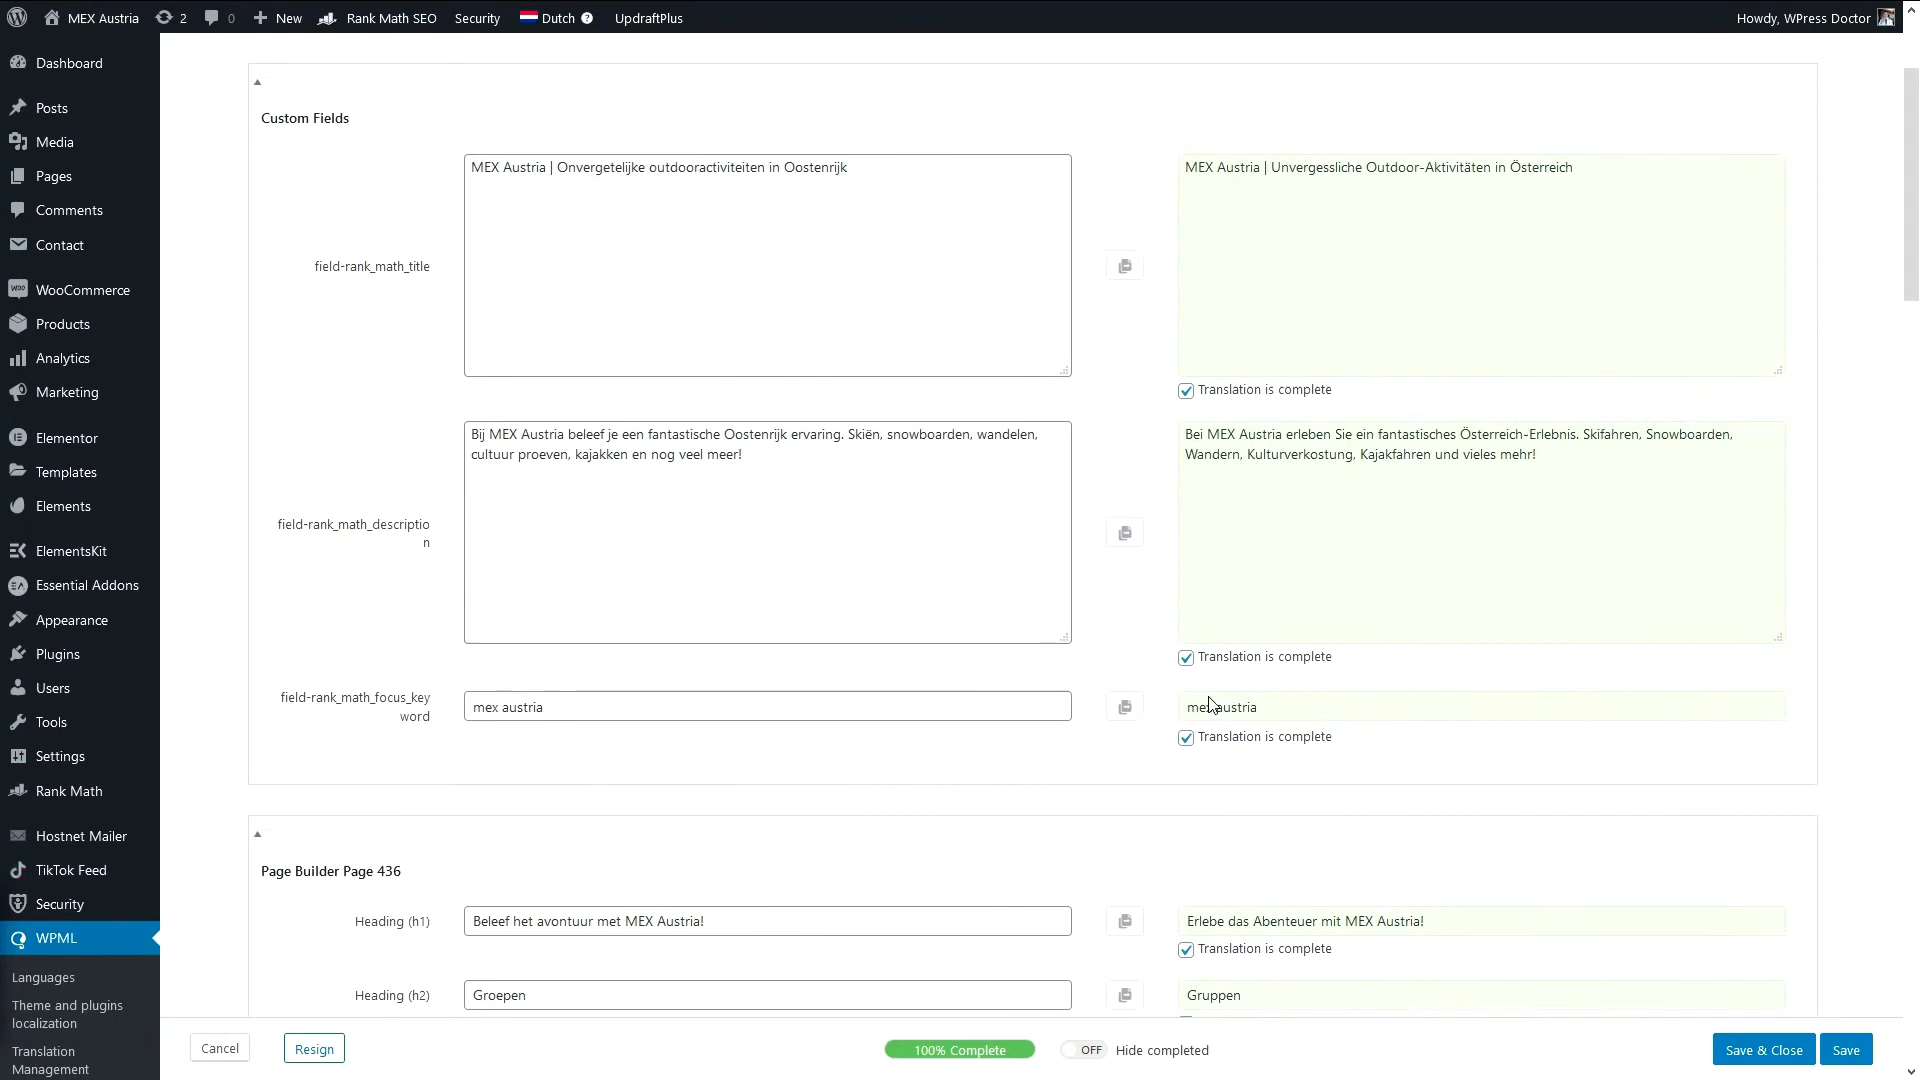 MEX Austria 2 0 New Rank Math SEO Security Dutch ? UpdraftPlus Howdy, WPress Doctor
Dashboard
Posts
Media
Pages
Comments
Contact
WooCommerce
Products
Analytics
Marketing
Elementor
Templates
Elements
ElementsKit
Essential Addons
Appearance
Plugins
Users
Tools
Settings
Rank Math
Hostnet Mailer
TikTok Feed
Security
WPML
Languages
Theme and plugins
localization
Translation
Management
Custom Fields
field-rank_math_title
MEX Austria | Onvergetelijke outdooractiviteiten in Oostenrijk
MEX Austria | Unvergessliche Outdoor-Aktivitäten in Österreich
Translation is complete
field-rank_math_descriptio
n
Bij MEX Austria beleef je een fantastische Oostenrijk ervaring. Skiën, snowboarden, wandelen,
cultuur proeven, kajakken en nog veel meer!
Bei MEX Austria erleben Sie ein fantastisches Österreich-Erlebnis. Skifahren, Snowboarden,
Wandern, Kulturverkostung, Kajakfahren und vieles mehr!
Translation is complete
field-rank_math_focus_key
word
mex austria
mex austria
Translation is complete
Page Builder Page 436
Heading (h1)
Beleef het avontuur met MEX Austria!
Erlebe das Abenteuer mit MEX Austria!
Translation is complete
Heading (h2)
Groepen
Gruppen
Cancel Resign 100% Complete OFF Hide completed Save & Close Save